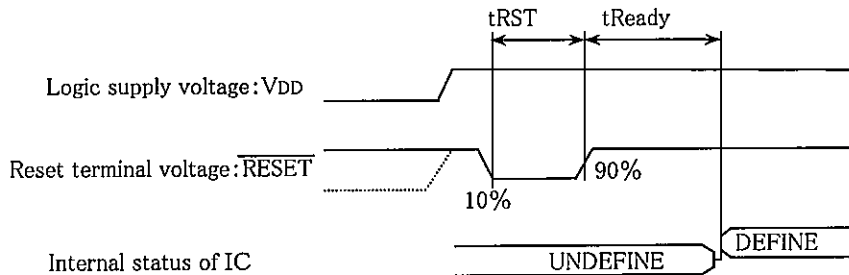 tRST tReady
Logic supply voltage:VDD
Reset terminal voltage:RESET
10% 90%
Internal status of IC UNDEFINE DEFINE